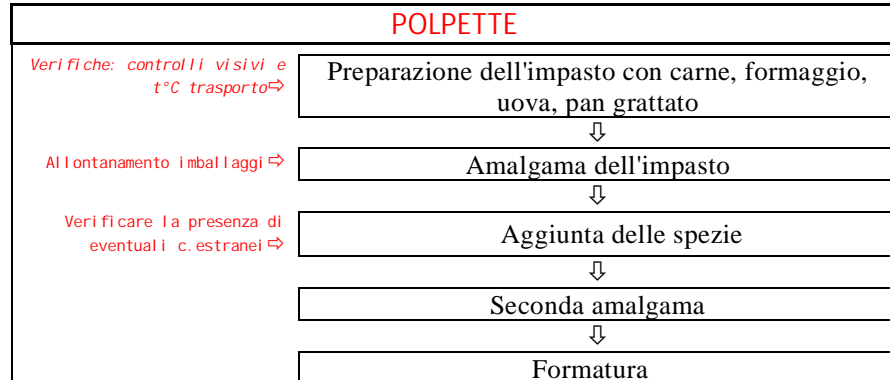 POLPETTE
Verifiche: controlli visivi e
t°C trasporto⇨
Preparazione dell'impasto con carne, formaggio,
uova, pan grattato
⇩
Allontanamento imballaggi⇨
Amalgama dell'impasto
⇩
Verificare la presenza di
eventuali c.estranei⇨
Aggiunta delle spezie
⇩
Seconda amalgama
⇩
Formatura